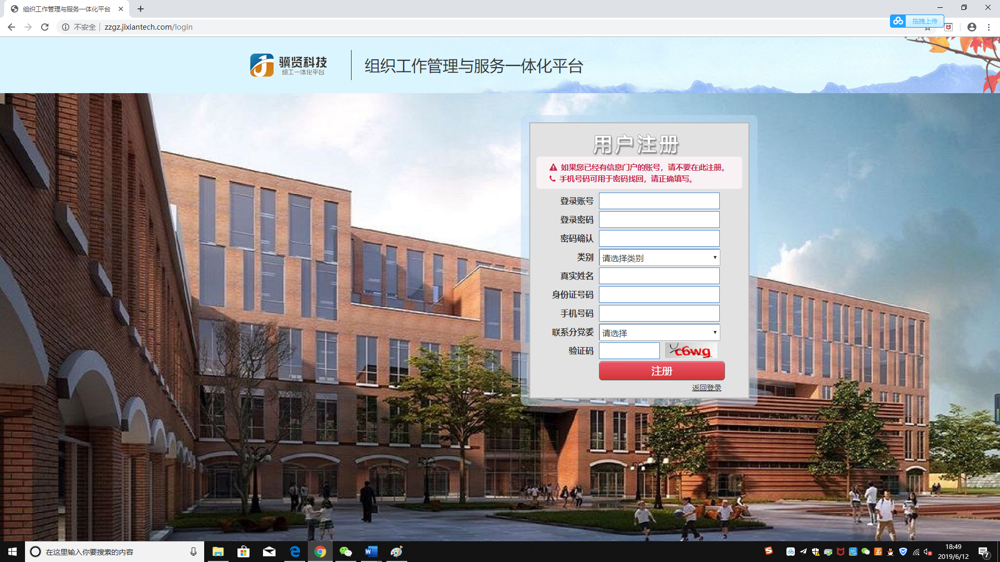 组织工作管理与服务一体化平台
不安全
zzgz.jixiantech.com/login
拖拽上传
骥贤科技
组工一体化平台
组织工作管理与服务一体化平台
用户注册
如果您已经有信息门户的账号，请不要在此注册。
手机号码可用于密码找回，请正确填写。
登录账号
登录密码
密码确认
类别 请选择类别
真实姓名
身份证号码
手机号码
联系分党委 请选择
验证码 c6wg
注册
返回登录
在这里输入你要搜索的内容
18:49
2019/6/12
7